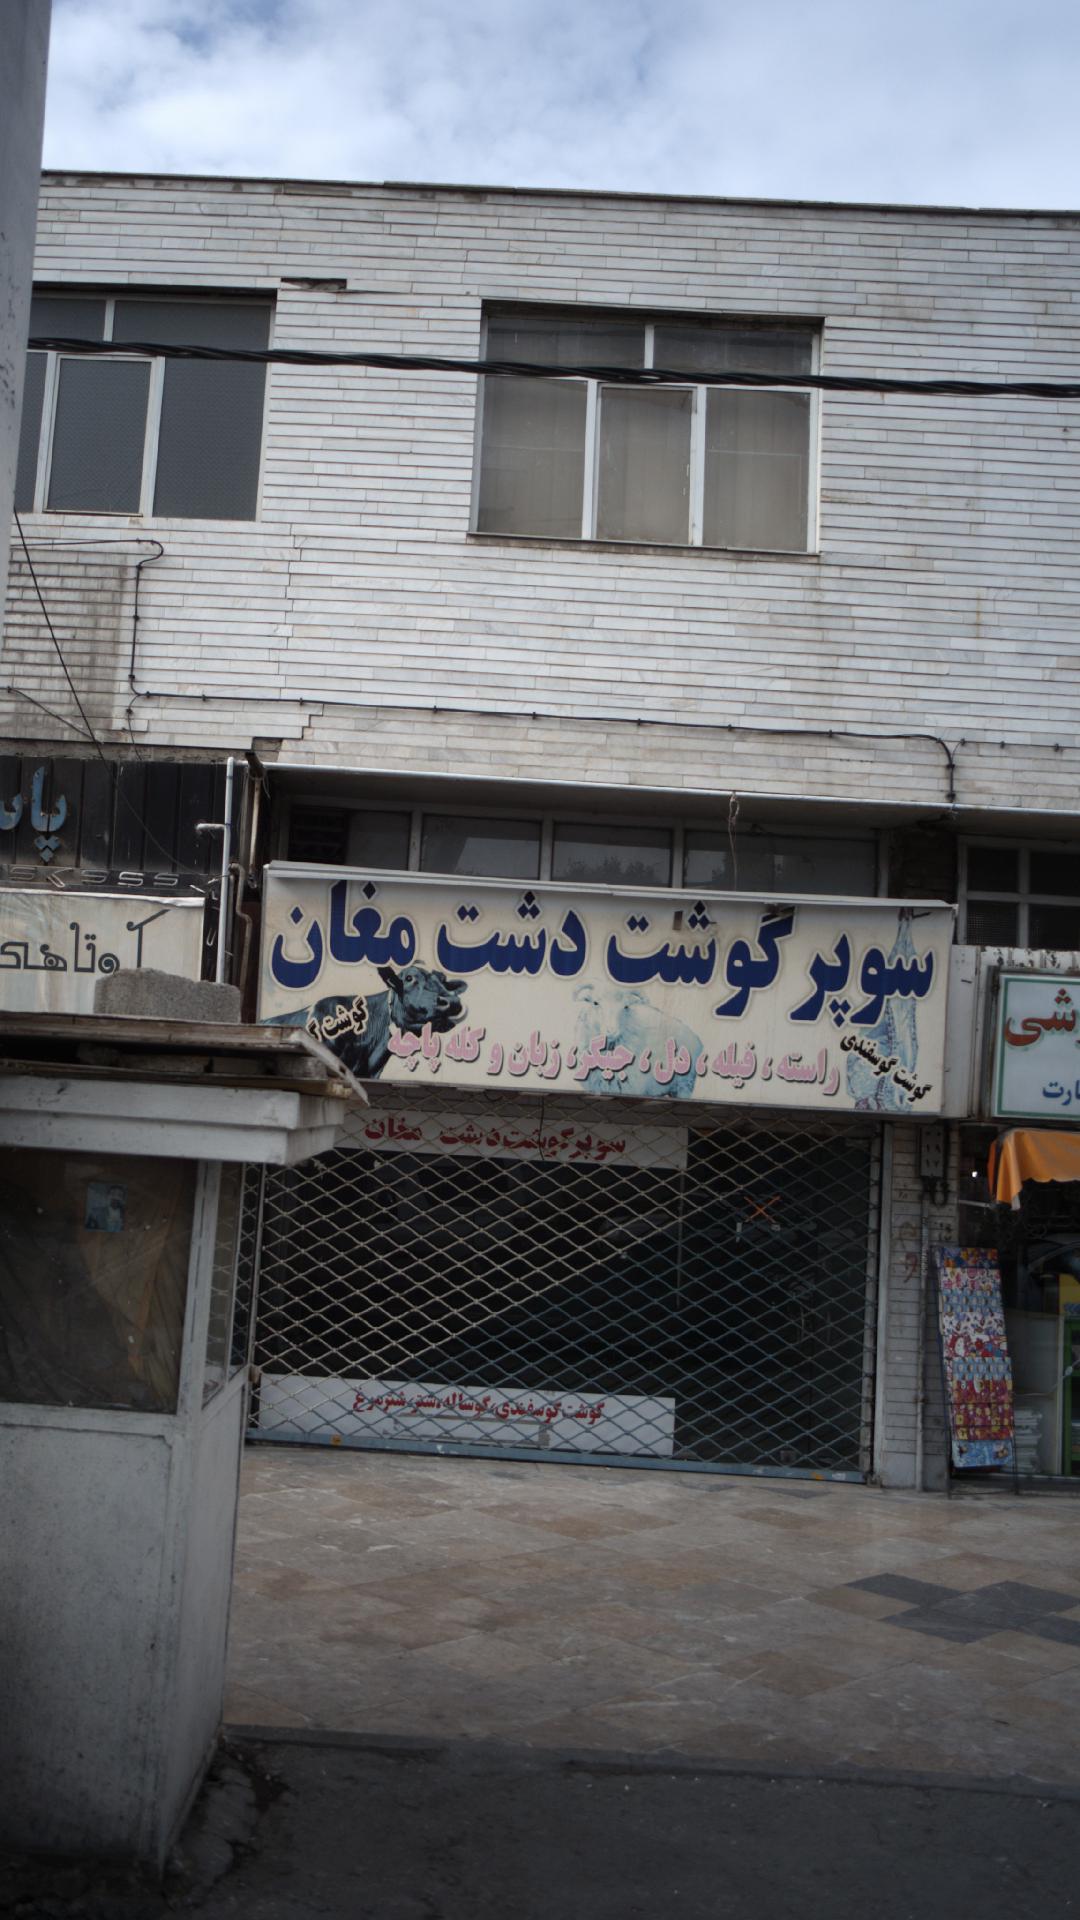 سوپر گوشت دشت مغان
راسته ، فیله ، دل ، جیگر، زبان و کله پاچه
گوشت گوسفندی
گوشت
سوپر گوشت دشت مغان
گوشت گوسفندی، گوساله، شتر، شترمرغ